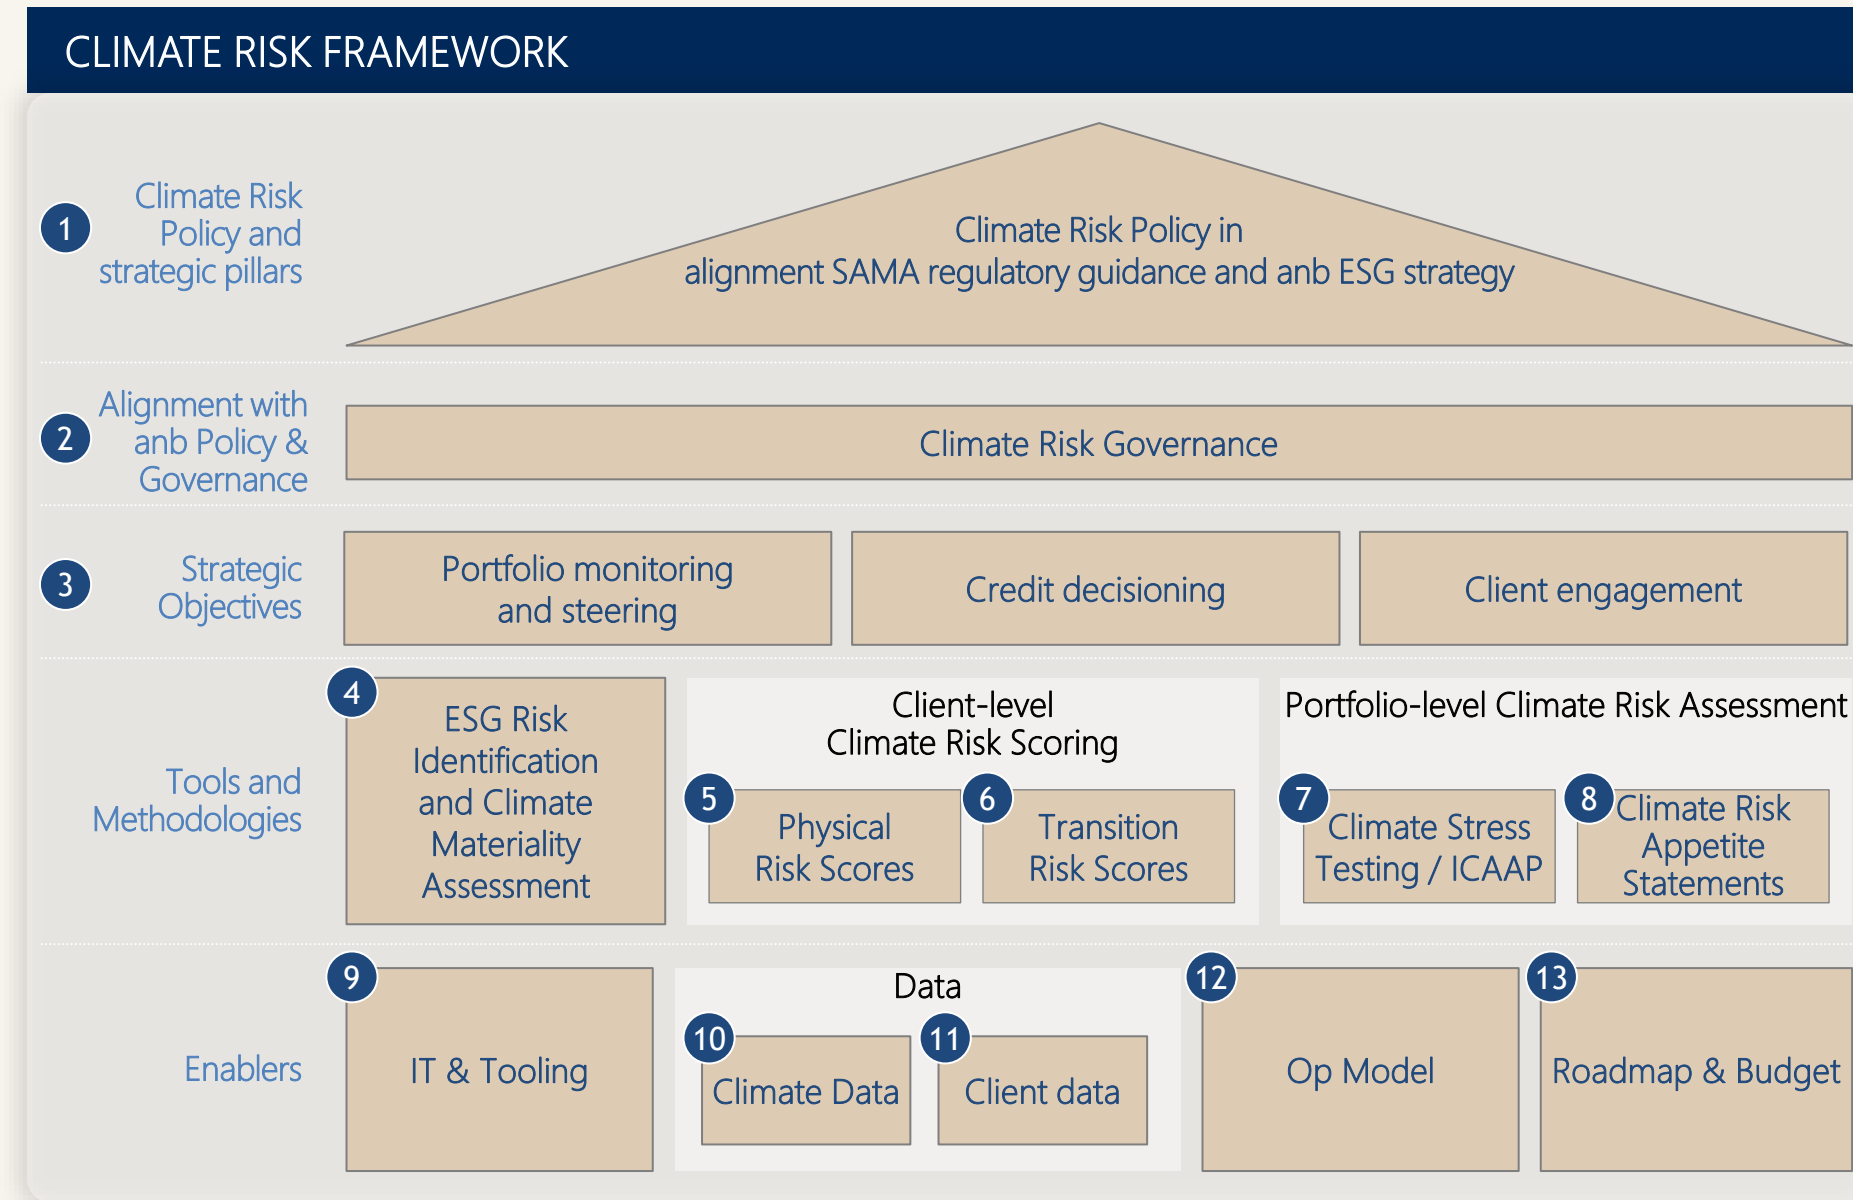 CLIMATE RISK FRAMEWORK
1
Climate Risk
Policy and
strategic pillars
Climate Risk Policy in
alignment SAMA regulatory guidance and anb ESG strategy
2
Alignment with
anb Policy &
Governance
Climate Risk Governance
3
Strategic
Objectives
Portfolio monitoring
and steering
Credit decisioning
Client engagement
Tools and
Methodologies
4
ESG Risk
Identification
and Climate
Materiality
Assessment
Client-level
Climate Risk Scoring
5
Physical
Risk Scores
6
Transition
Risk Scores
Portfolio-level Climate Risk Assessment
7
Climate Stress
Testing / ICAAP
8
Climate Risk
Appetite
Statements
Enablers
9
IT & Tooling
Data
10
Climate Data
11
Client data
12
Op Model
13
Roadmap & Budget